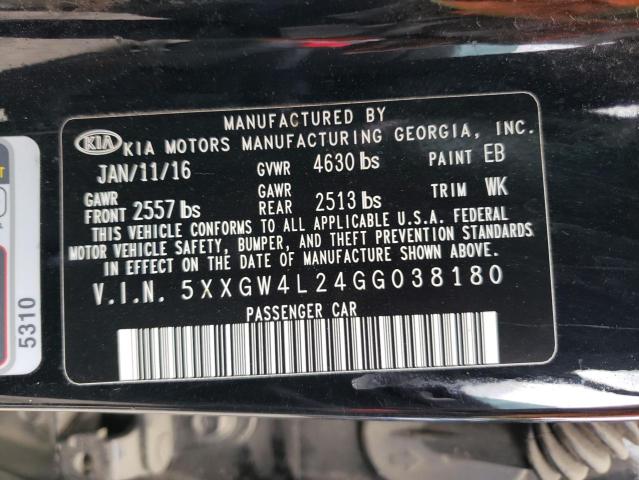 MANUFACTURED BY
KIA KIA MOTORS MANUFACTURING GEORGIA, INC.
JAN/11/16 GVWR 4630 lbs PAINT EB
GAWR FRONT 2557 lbs GAWR REAR 2513 lbs TRIM WK
THIS VEHICLE CONFORMS TO ALL APPLICABLE U.S.A. FEDERAL
MOTOR VEHICLE SAFETY, BUMPER, AND THEFT PREVENTION STANDARDS
IN EFFECT ON THE DATE OF MANUFACTURE SHOWN ABOVE.
V.I.N. 5XXGW4L24GG038180
PASSENGER CAR
5310